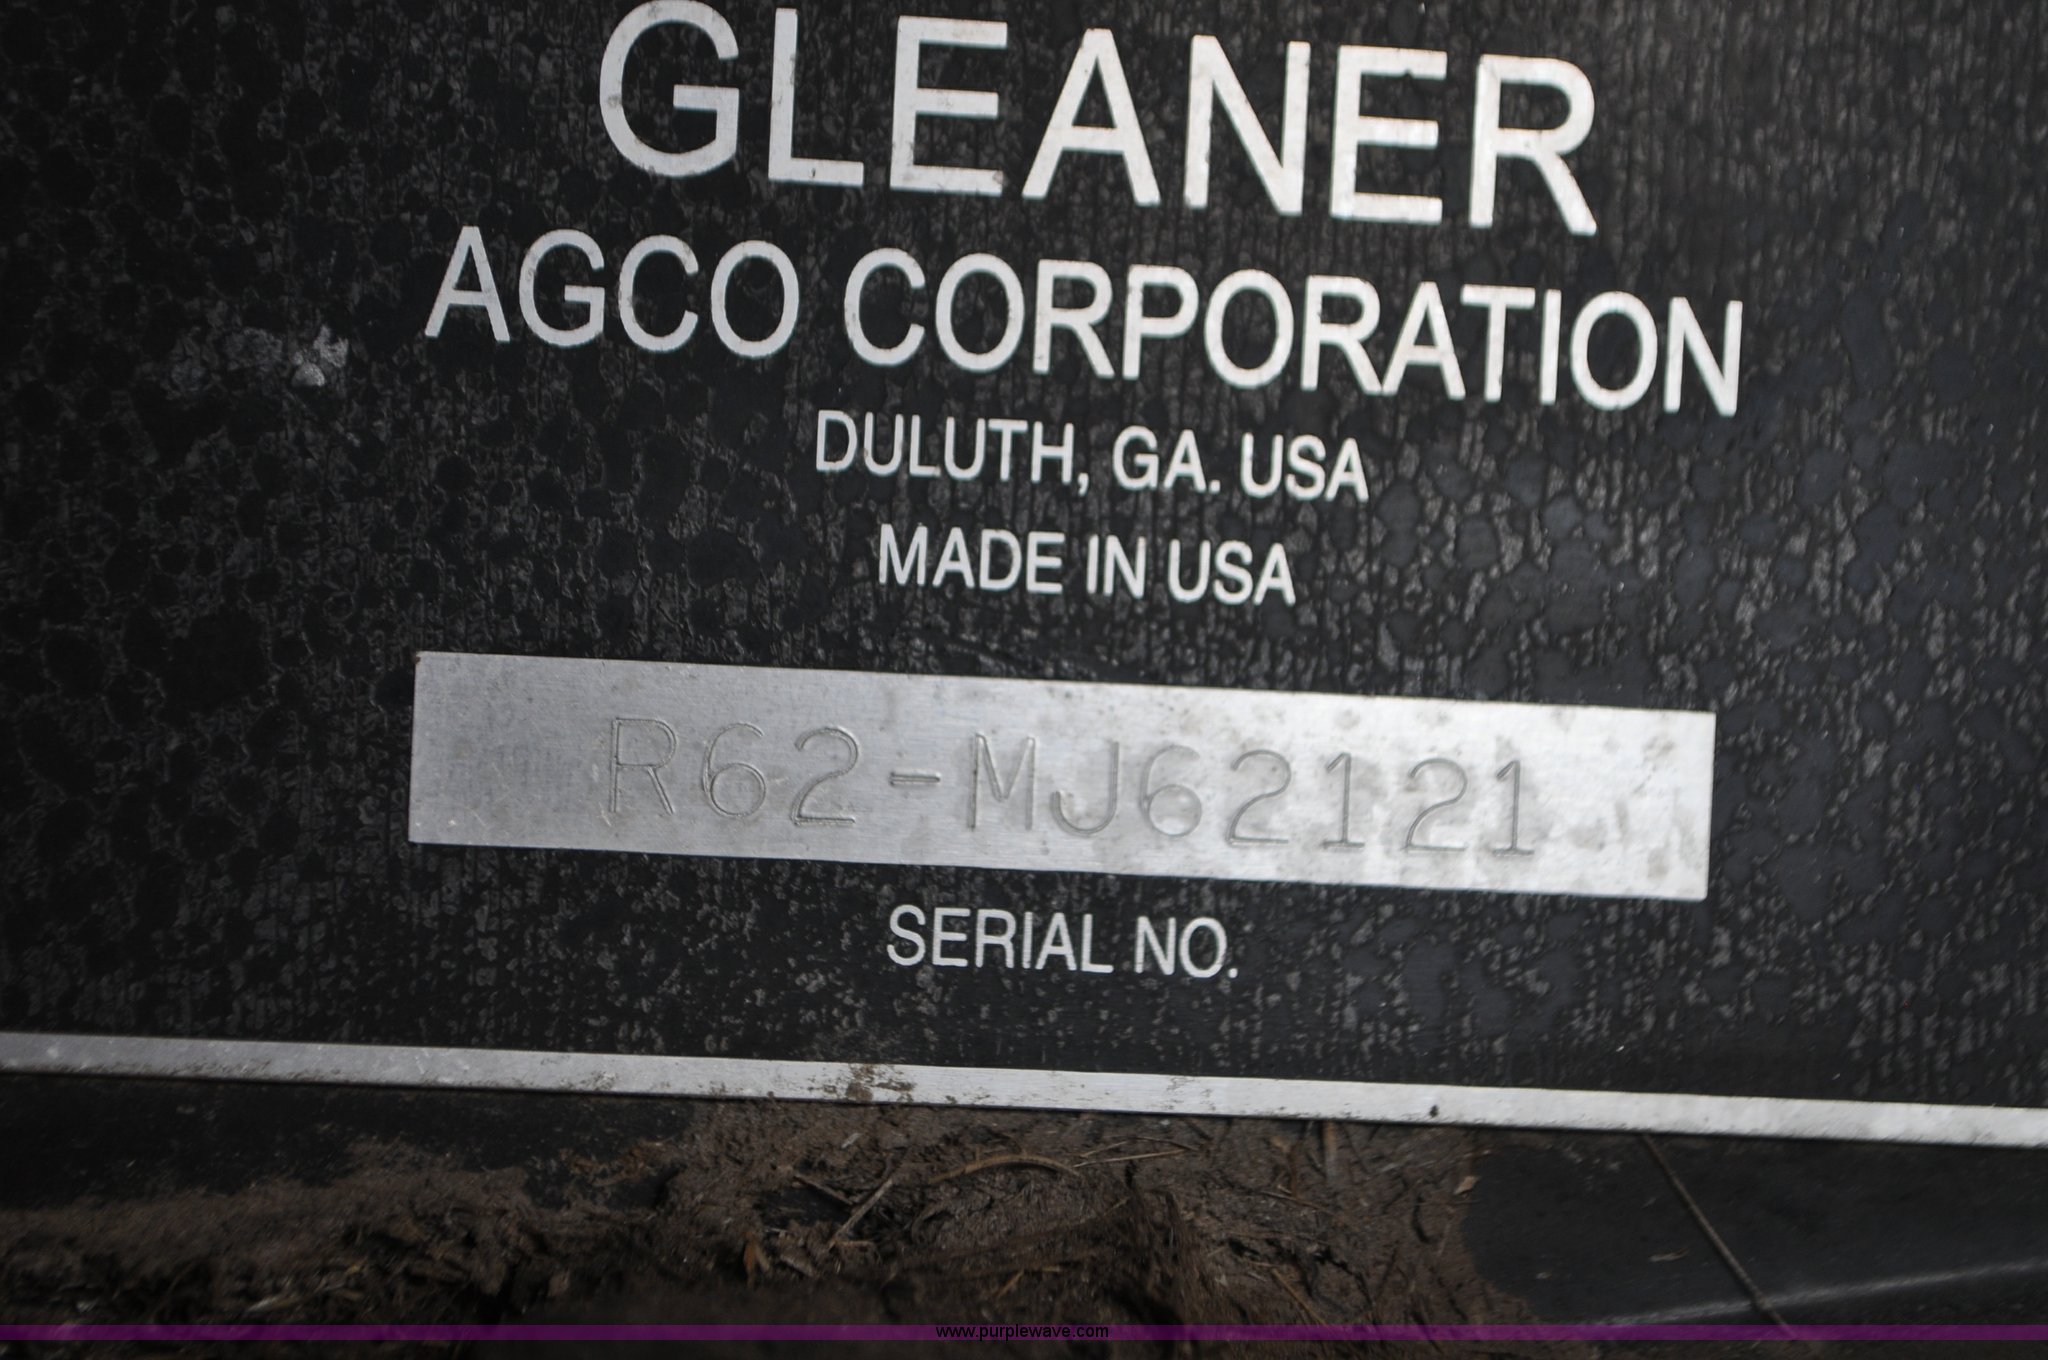 GLEANER
AGCO CORPORATION
DULUTH, GA. USA
MADE IN USA
R62-MJ62121
SERIAL NO.
www.purplewave.com